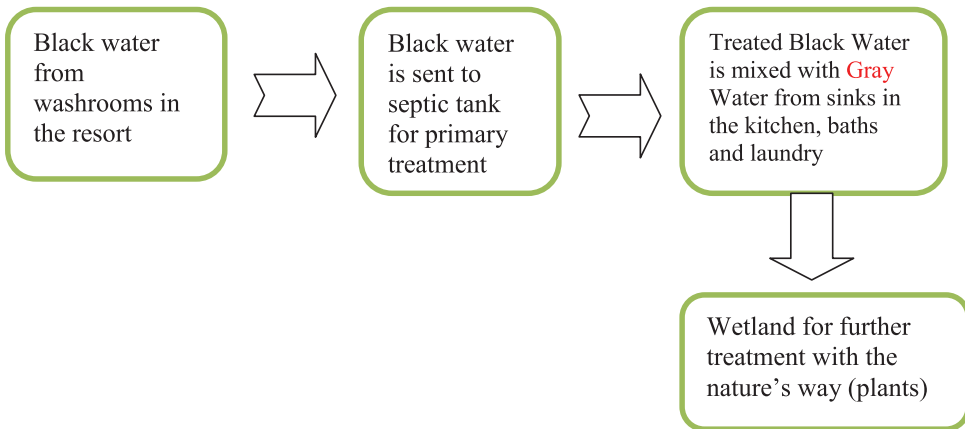 Black water
from
washrooms in
the resort
Black water
is sent to
septic tank
for primary
treatment
Treated Black Water
is mixed with Gray
Water from sinks in
the kitchen, baths
and laundry
Wetland for further
treatment with the
nature's way (plants)